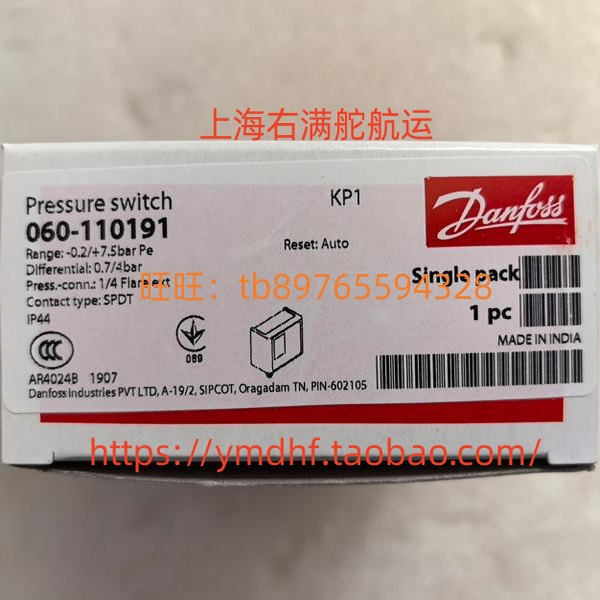 上海右满舵航运
Pressure switch
KP1
Danfoss
060-110191
Range: -0.2/+7.5bar Pe
Reset: Auto
Differential: 0.7/4bar
Single pack
Press.-conn.: 1/4 Flare ext
旺旺：tb89765594328
Contact type: SPDT
1 pc
IP44
089
MADE IN INDIA
CCC
AR4024B 1907
Danfoss Industries PVT LTD, A-19/2, SIPCOT, Oragadam TN, PIN-602105
https://ymdhf.taobao.com/